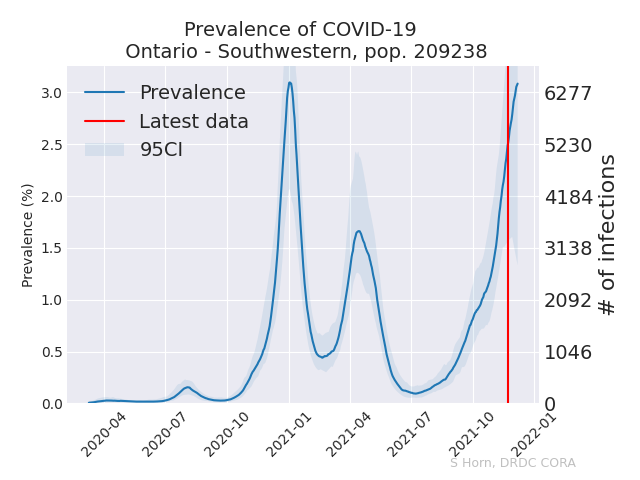 Prevalence of COVID-19
Ontario - Southwestern, pop. 209238
Prevalence
Latest data
95CI
Prevalence (%)
3.0
2.5
2.0
1.5
1.0
0.5
0.0
6277
5230
4184
3138
2092
1046
0
# of infections
2020-04
2020-07
2020-10
2021-01
2021-04
2021-07
2021-10
2022-01
S Horn, DRDC CORA